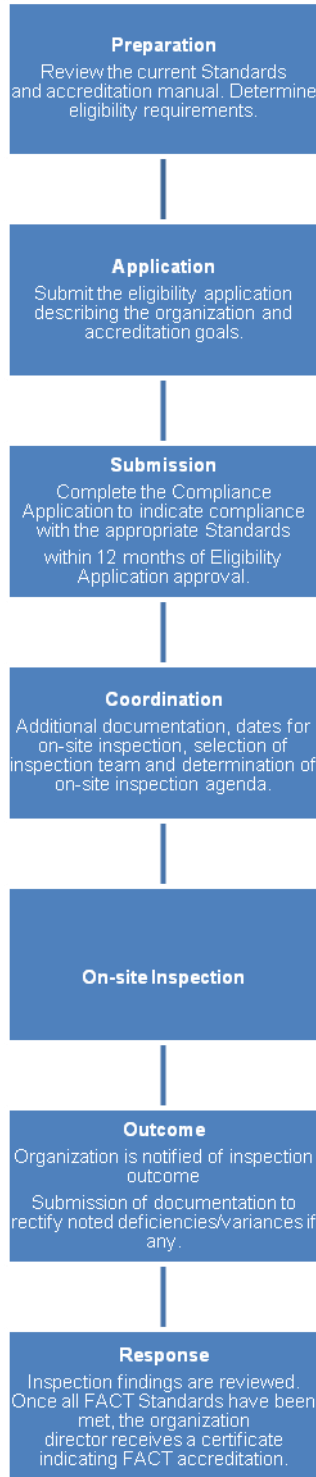 Preparation
Review the current Standards
and accreditation manual. Determine
eligibility requirements.
Application
Submit the eligibility application
describing the organization and
accreditation goals.
Submission
Complete the Compliance
Application to indicate compliance
with the appropriate Standards
within 12 months of Eligibility
Application approval.
Coordination
Additional documentation, dates for
on-site inspection, selection of
inspection team and determination of
on-site inspection agenda.
On-site Inspection
Outcome
Organization is notified of inspection
outcome
Submission of documentation to
rectify noted deficiencies/variances if
any.
Response
Inspection findings are reviewed.
Once all FACT Standards have been
met, the organization
director receives a certificate
indicating FACT accreditation.